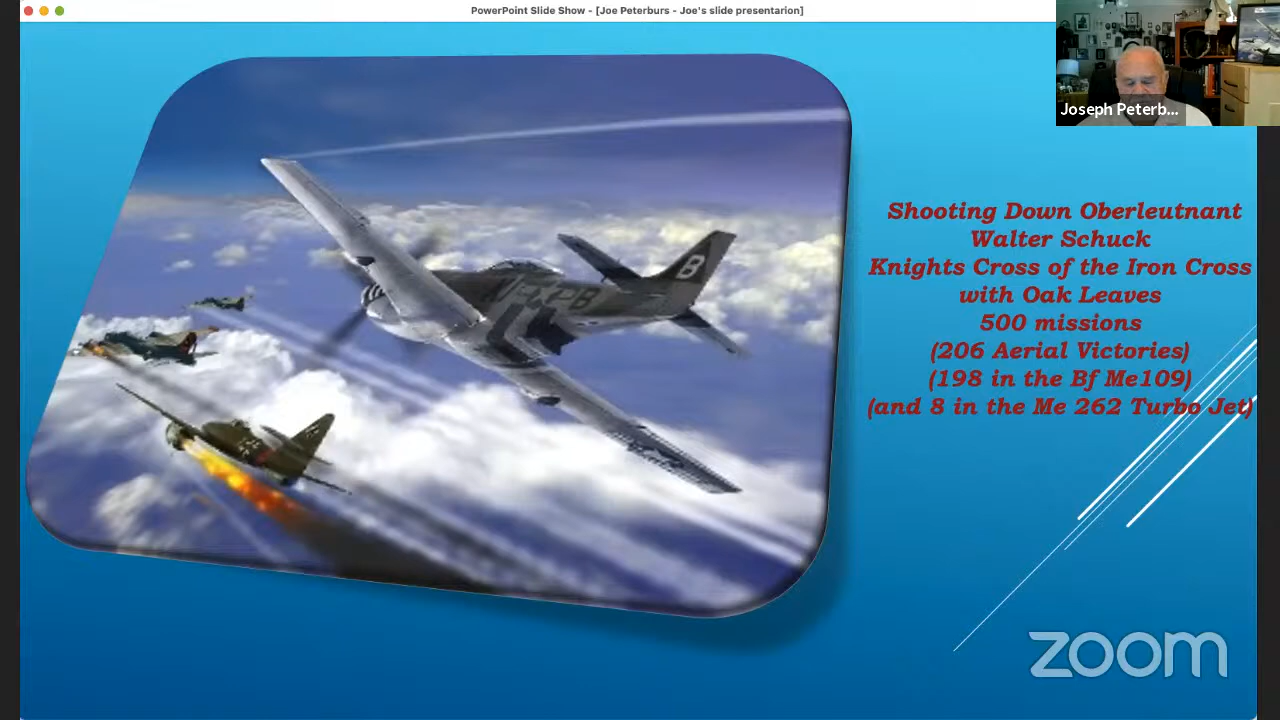 PowerPoint Slide Show - [Joe Peterburs - Joe's slide presentarion]
Joseph Peterb...
Shooting Down Oberleutnant
Walter Schuck
Knights Cross of the Iron Cross
with Oak Leaves
500 missions
(206 Aerial Victories)
(198 in the Bf Me109)
(and 8 in the Me 262 Turbo Jet)
B
zoom